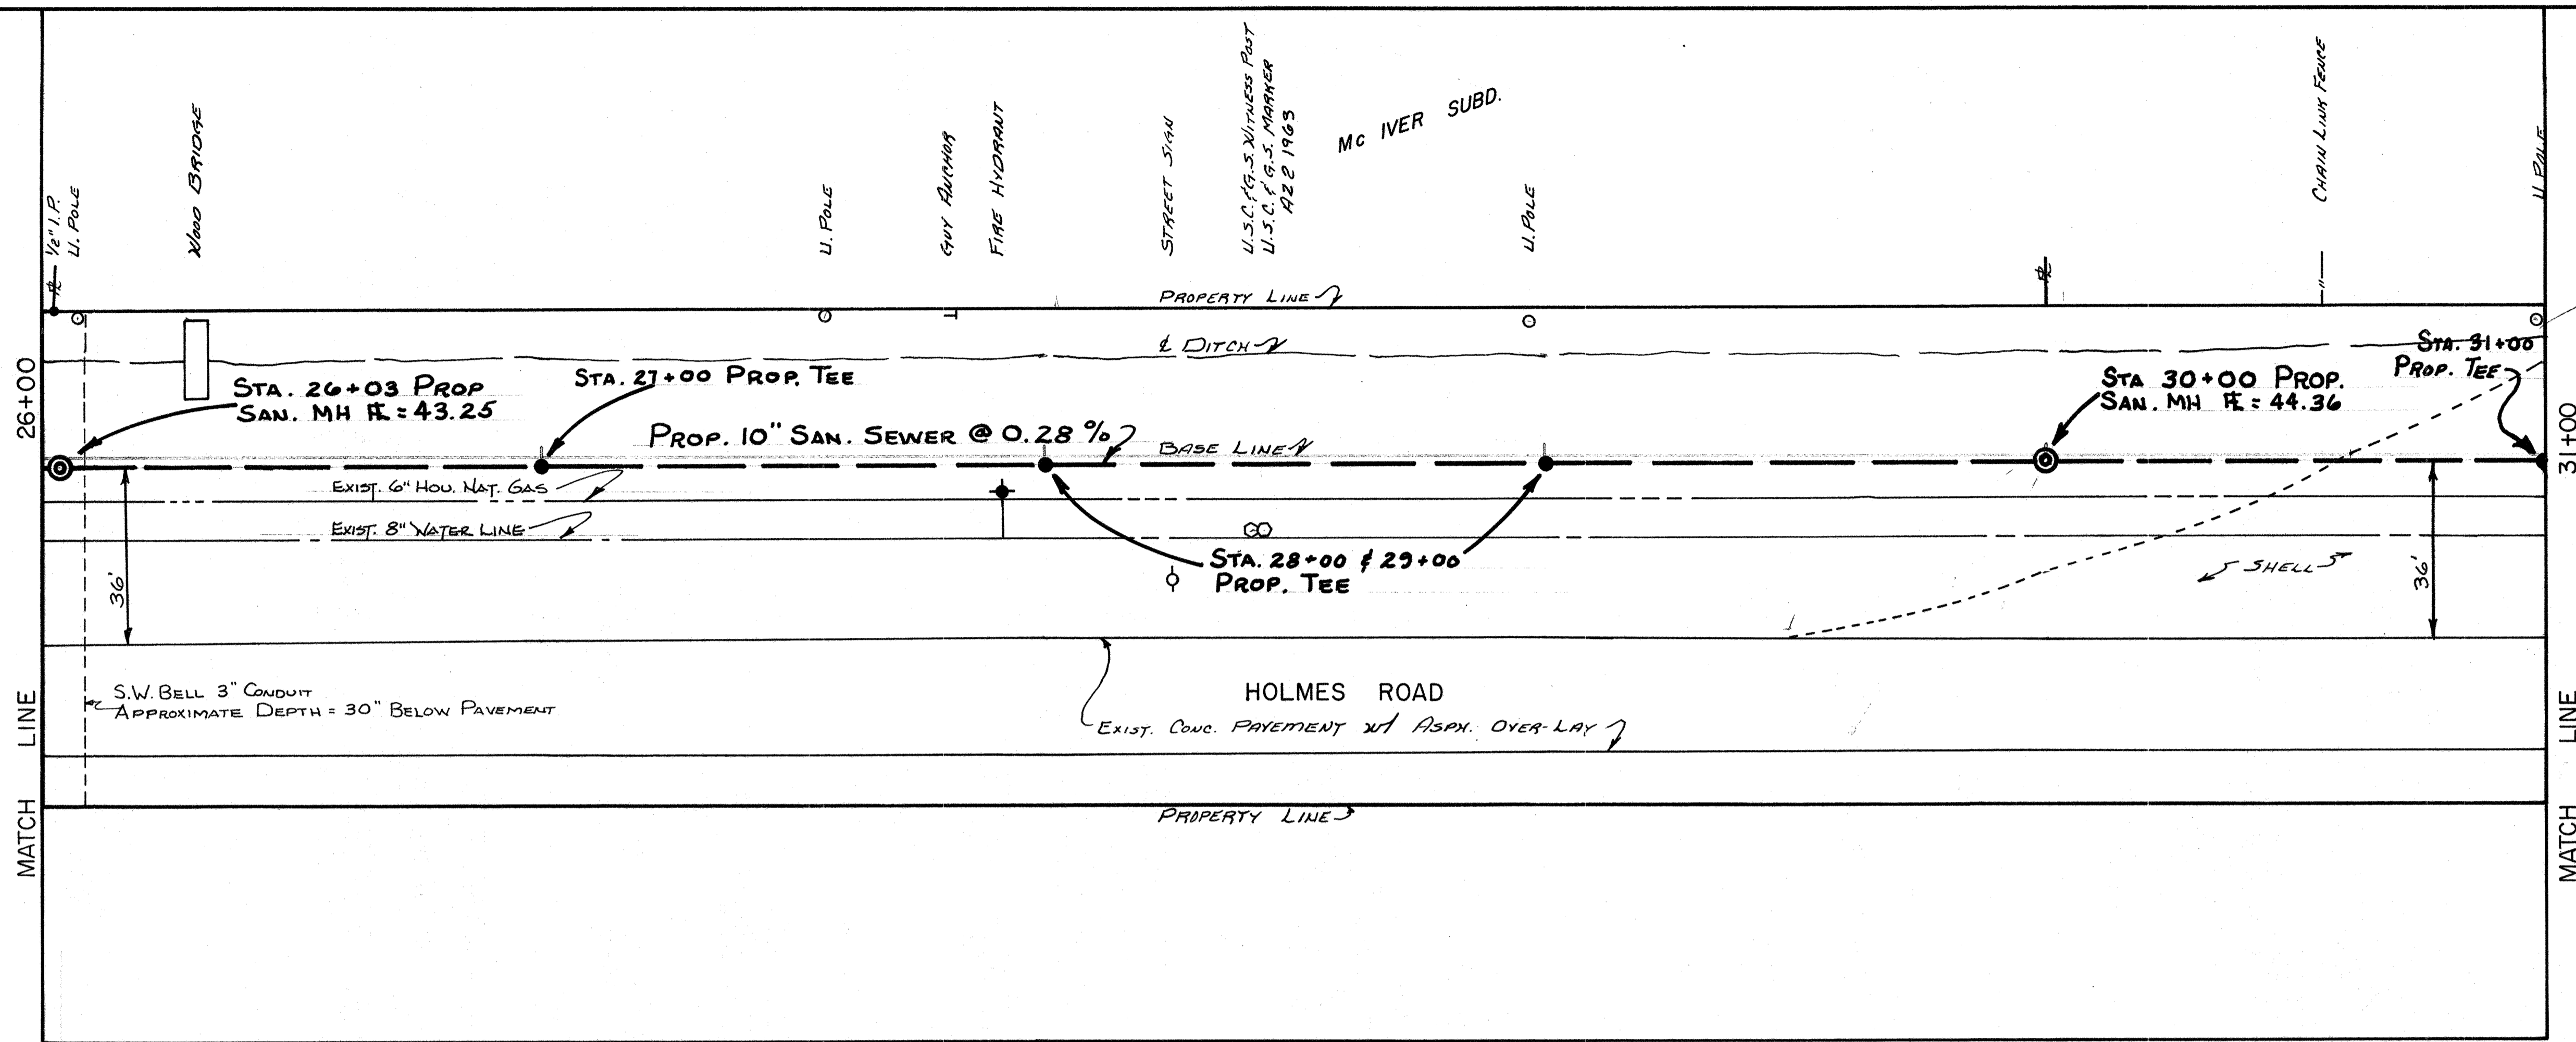 1/2" I.P.
U. POLE
WOOD BRIDGE
U. POLE
GUY ANCHOR
FIRE HYDRANT
STREET SIGN
U.S.C. & G.S. WITNESS POST
U.S.C. & G.S. MARKER
AZ 2 1963
Mc IVER SUBD.
U. POLE
CHAIN LINK FENCE
U. POLE
PROPERTY LINE
℄ DITCH
26+00
STA. 26+03 PROP
SAN. MH FL = 43.25
STA. 27+00 PROP. TEE
PROP. 10" SAN. SEWER @ 0.28 %
BASE LINE
STA 30+00 PROP.
SAN. MH FL = 44.36
STA. 31+00
PROP. TEE
31+00
EXIST. 6" HOU. NAT. GAS
EXIST. 8" WATER LINE
STA. 28+00 & 29+00
PROP. TEE
SHELL
36'
36'
S.W. BELL 3" CONDUIT
APPROXIMATE DEPTH = 30" BELOW PAVEMENT
HOLMES ROAD
EXIST. CONC. PAVEMENT w/ ASPH. OVER-LAY
PROPERTY LINE
MATCH LINE
MATCH LINE